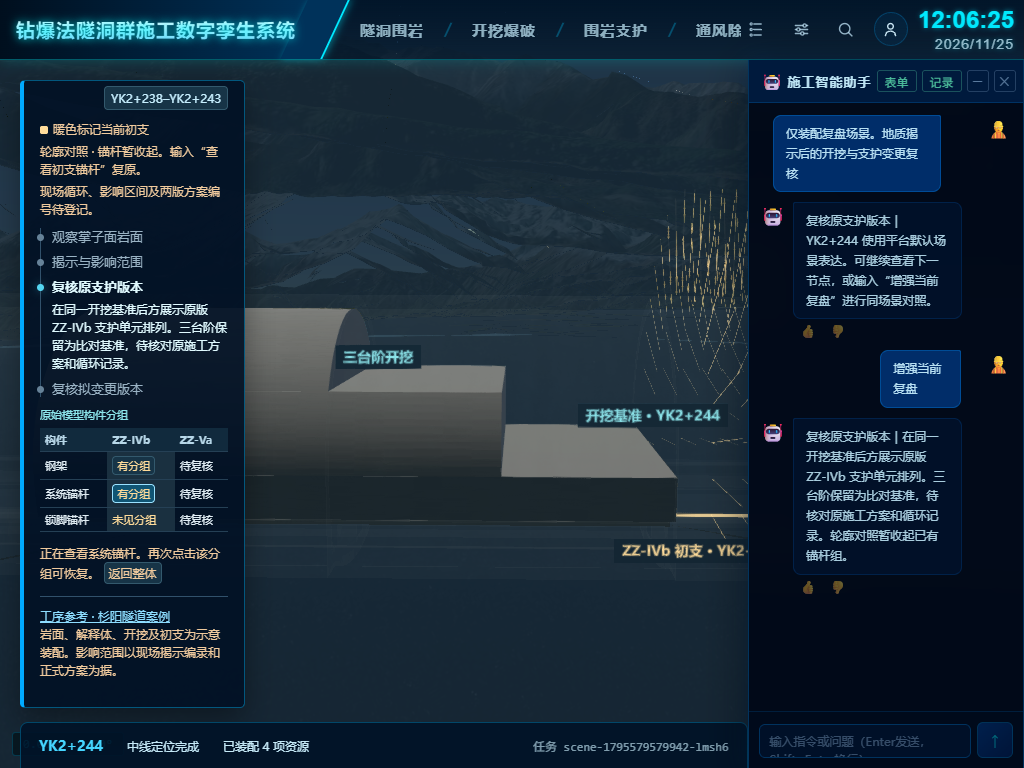 钻爆法隧洞群施工数字孪生系统
隧洞围岩 / 开挖爆破 / 围岩支护 / 通风除
12:06:25
2026/11/25
YK2+238—YK2+243
暖色标记当前初支
轮廓对照 · 锚杆暂收起。输入“查
看初支锚杆”复原。
现场循环、影响区间及两版方案编
号待登记。
观察掌子面岩面
揭示与影响范围
复核原支护版本
在同一开挖基准后方展示原版
ZZ-IVb 支护单元排列。三台阶保
留为比对基准，待核对原施工方
案和循环记录。
复核拟变更版本
原始模型构件分组
构件 ZZ-IVb ZZ-Va
钢架 有分组 待复核
系统锚杆 有分组 待复核
锁脚锚杆 未见分组 待复核
正在查看系统锚杆。再次点击该分
组可恢复。 返回整体
工序参考 · 杉阳隧道案例
岩面、解释体、开挖及初支为示意
装配。影响范围以现场揭示编录和
正式方案为据。
三台阶开挖
开挖基准 · YK2+244
ZZ-IVb 初支 · YK2-
YK2+244 中线定位完成 已装配 4 项资源
任务 scene-1795579579942-lmsh6
施工智能助手 表单 记录
仅装配复盘场景。地质揭
示后的开挖与支护变更复
核
复核原支护版本 |
YK2+244 使用平台默认场
景表达。可继续查看下一
节点，或输入“增强当前
复盘”进行同场景对照。
增强当前
复盘
复核原支护版本 | 在同一
开挖基准后方展示原版
ZZ-IVb 支护单元排列。三
台阶保留为比对基准，待
核对原施工方案和循环记
录。轮廓对照暂收起已有
锚杆组。
输入指令或问题（Enter发送，